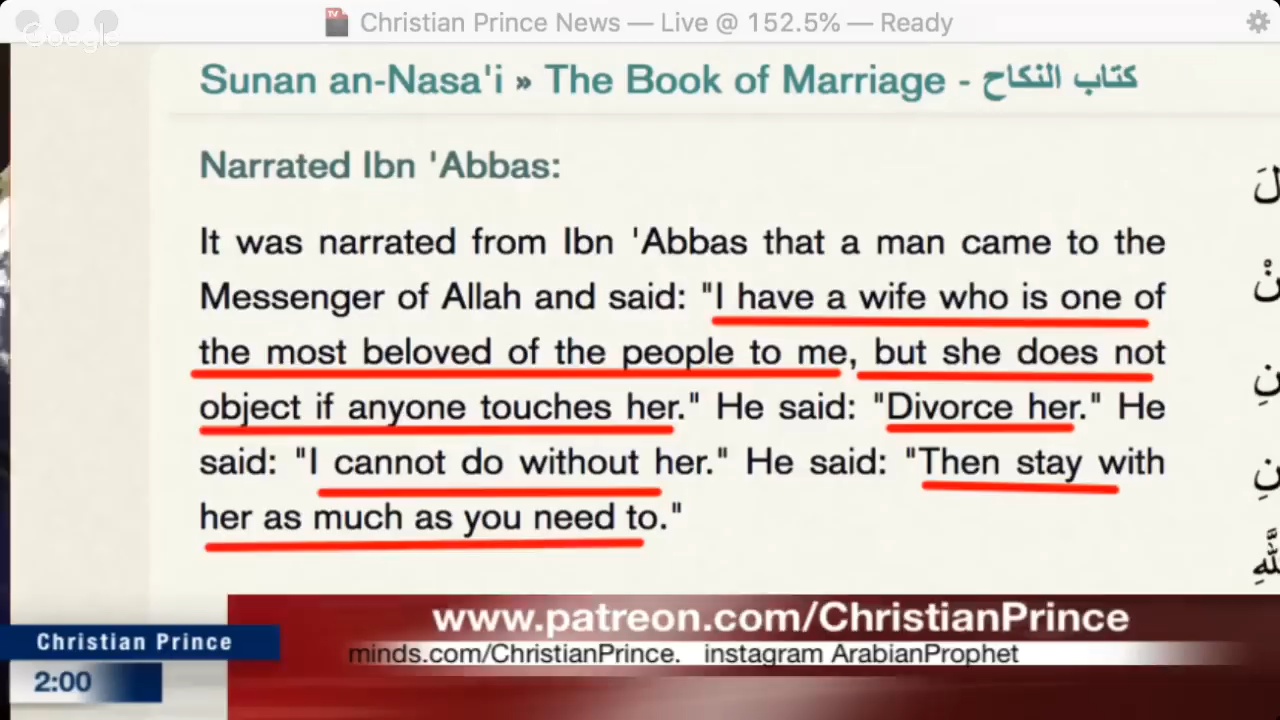 Christian Prince News — Live @ 152.5% — Ready
Google
Sunan an-Nasa'i » The Book of Marriage - كتاب النكاح
Narrated Ibn 'Abbas:
It was narrated from Ibn 'Abbas that a man came to the
Messenger of Allah and said: "I have a wife who is one of
the most beloved of the people to me, but she does not
object if anyone touches her." He said: "Divorce her." He
said: "I cannot do without her." He said: "Then stay with
her as much as you need to."
www.patreon.com/ChristianPrince
Christian Prince
minds.com/ChristianPrince. instagram ArabianProphet
2:00